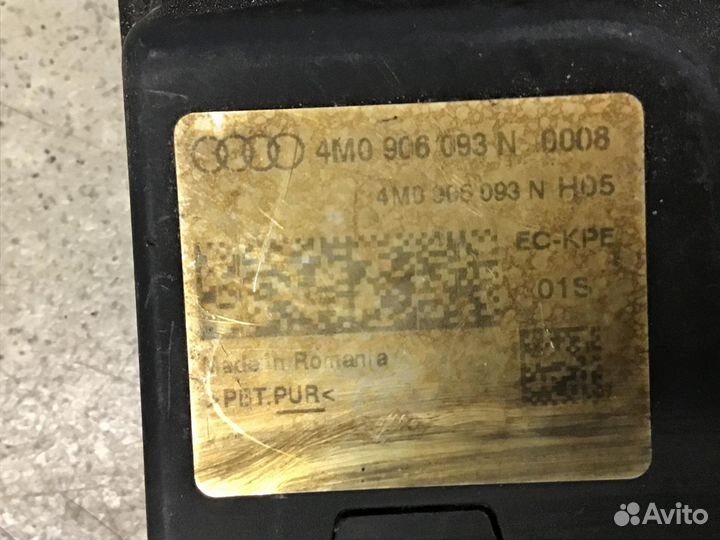 4M0 906 093 N 0008
4M0 906 093 N H05
EC-KPE
01S
Made in Romania
>PBT.PUR<
Avito